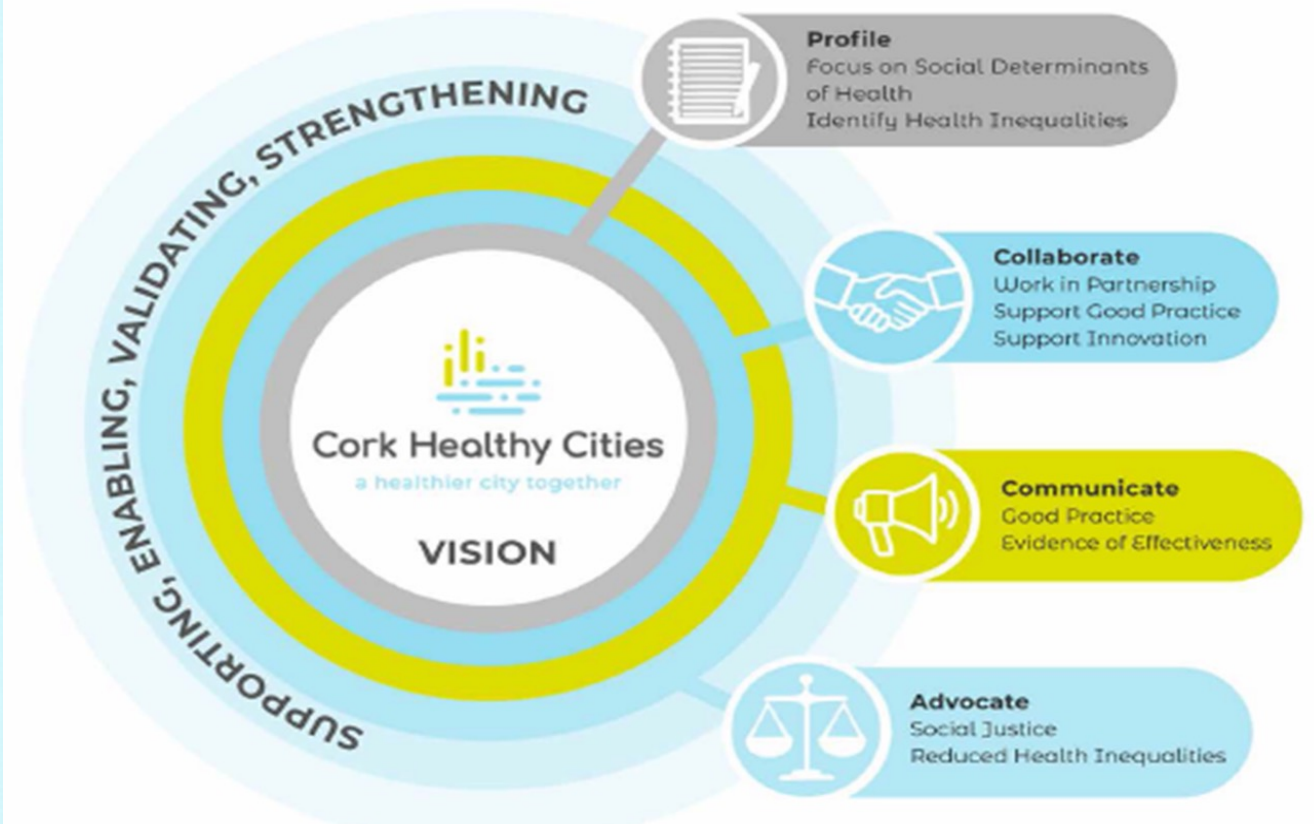 SUPPORTING, ENABLING, VALIDATING, STRENGTHENING
Cork Healthy Cities
a healthier city together
VISION
Profile
Focus on Social Determinants
of Health
Identify Health Inequalities
Collaborate
Work in Partnership
Support Good Practice
Support Innovation
Communicate
Good Practice
Evidence of Effectiveness
Advocate
Social Justice
Reduced Health Inequalities